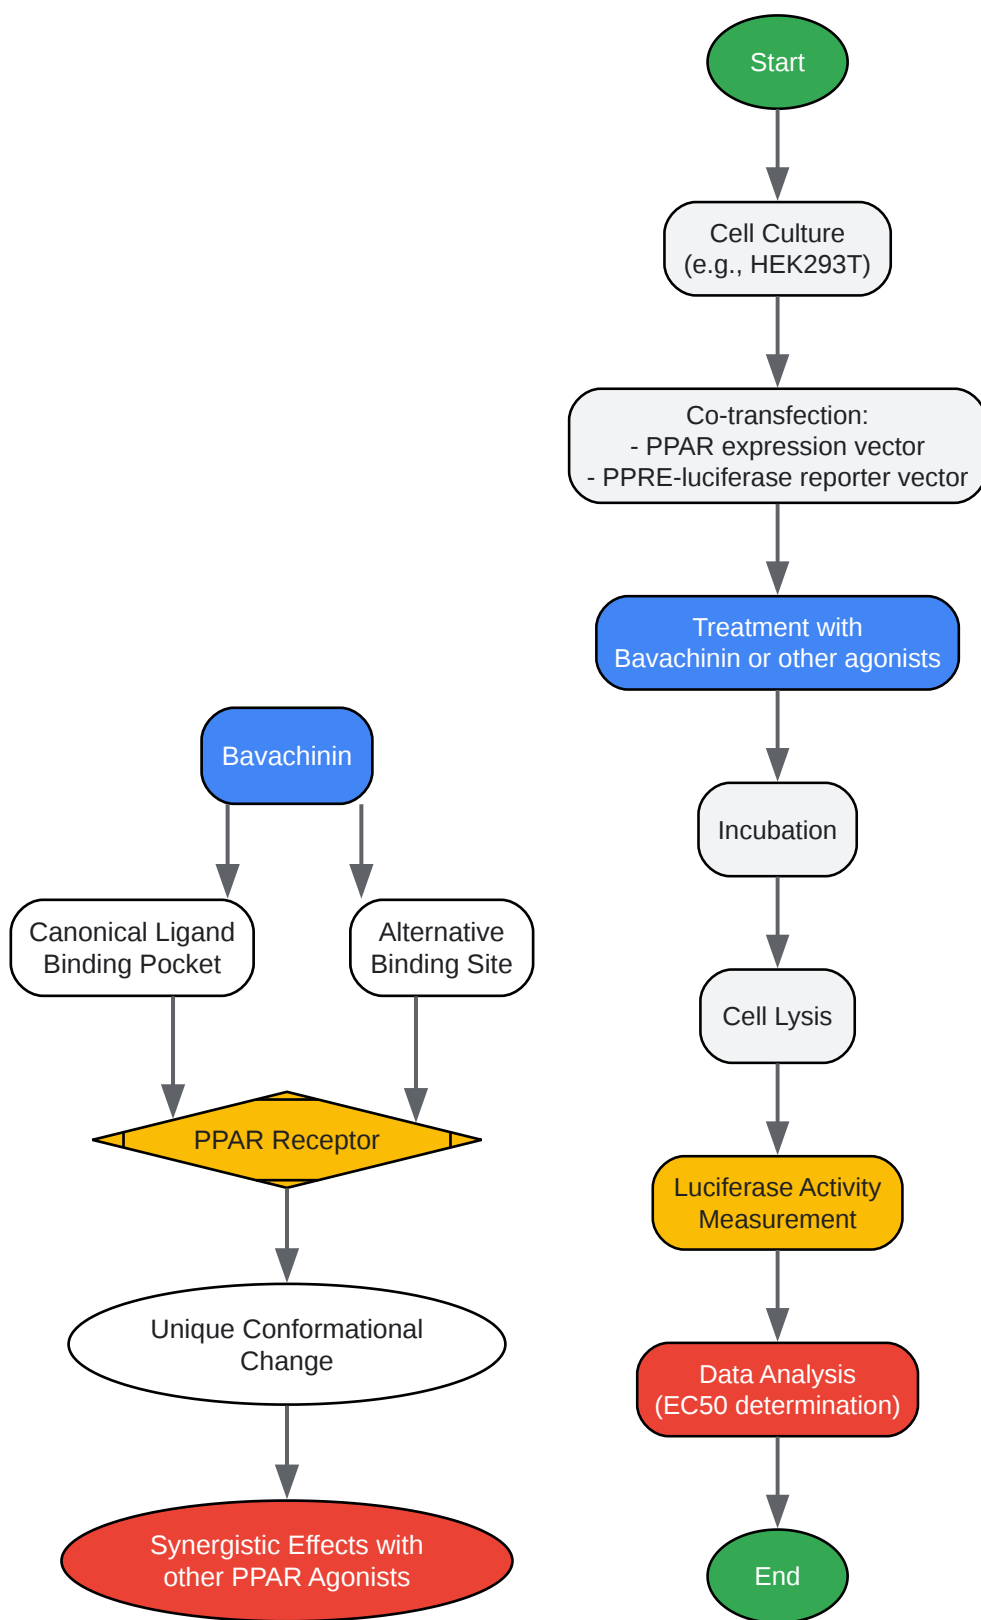 Start
Cell Culture
(e.g., HEK293T)
Co-transfection:
- PPAR expression vector
- PPRE-luciferase reporter vector
Treatment with
Bavachinin or other agonists
Incubation
Cell Lysis
Luciferase Activity
Measurement
Data Analysis
(EC50 determination)
End
Bavachinin
Canonical Ligand
Binding Pocket
Alternative
Binding Site
PPAR Receptor
Unique Conformational
Change
Synergistic Effects with
other PPAR Agonists